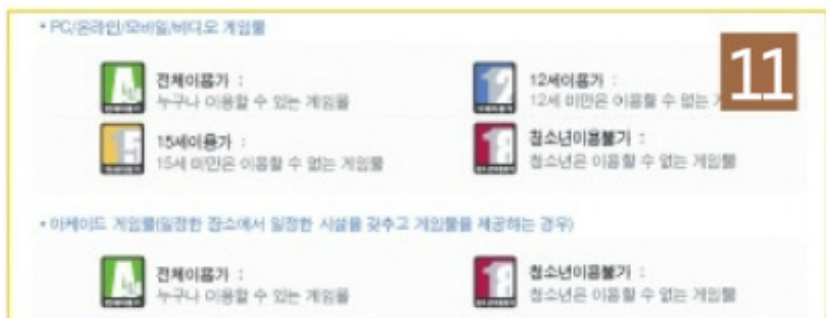 * PC/온라인/모바일/비디오 게임물
11
전체이용가 :
누구나 이용할 수 있는 게임물
12세이용가 :
12세 미만은 이용할 수 없는
15세이용가 :
15세 미만은 이용할 수 없는 게임물
청소년이용불가 :
청소년은 이용할 수 없는 게임물
* 아케이드 게임물(일정한 장소에서 일정한 시설을 갖추고 게임물을 제공하는 경우)
전체이용가 :
누구나 이용할 수 있는 게임물
청소년이용불가 :
청소년은 이용할 수 없는 게임물